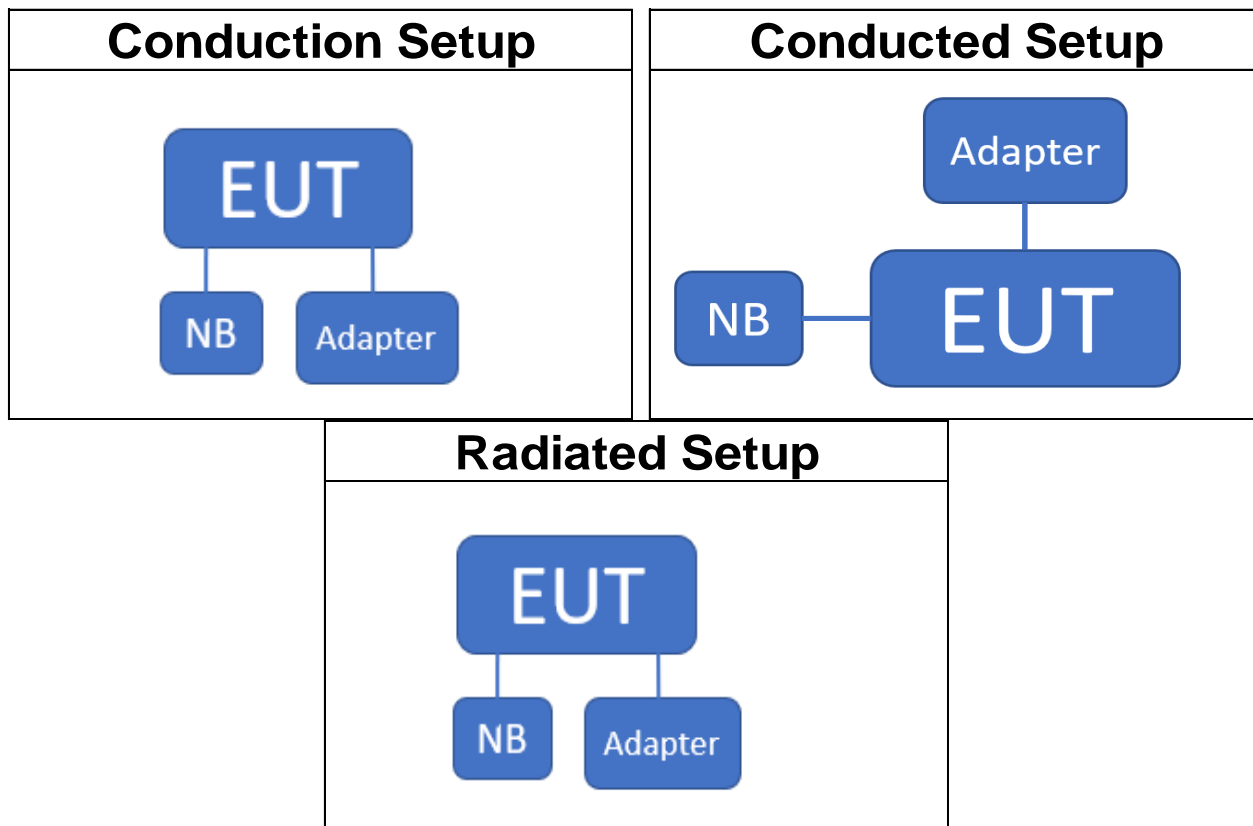 Conduction Setup
EUT
NB
Adapter
Conducted Setup
Adapter
NB
EUT
Radiated Setup
EUT
NB
Adapter